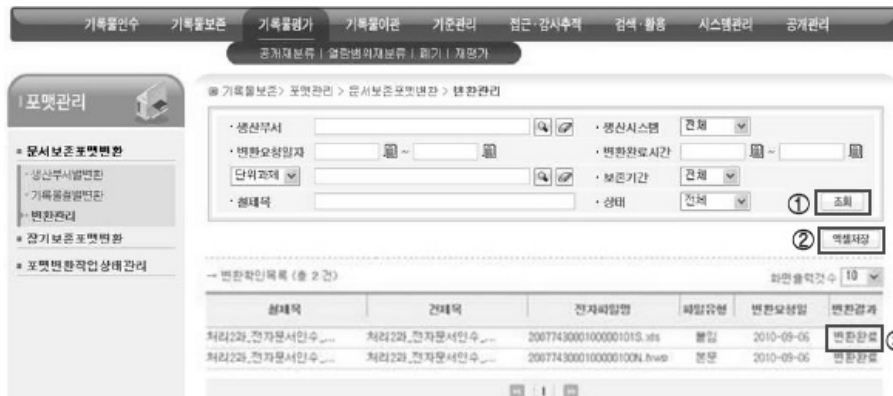 기록물인수 기록물보존 기록물평가 기록물이관 기준관리 접근·감시추적 검색·활용 시스템관리 공개관리
공개재분류 | 열람범위재분류 | 폐기 | 재평가
포맷관리
기록물보존> 포맷관리 > 문서보존포맷변환 > 변환관리
문서보존포맷변환
생산부서별변환
기록물철별변환
변환관리
장기보존포맷변환
포맷변환작업상태관리
·생산부서 ·생산시스템 전체
·변환요청일자 ~ ·변환완료시간 ~
단위과제 ·보존기간 전체
·철제목 ·상태 전체 ① 조회
② 엑셀저장
→ 변환확인목록 (총 2 건) 화면출력건수 10
철제목 건제목 전자파일명 파일유형 변환요청일 변환결과
처리2과_전자문서인수_... 처리2과_전자문서인수_... 붙임 2010-09-06 변환완료
처리2과_전자문서인수_... 처리2과_전자문서인수_... 본문 2010-09-06 변환완료
1